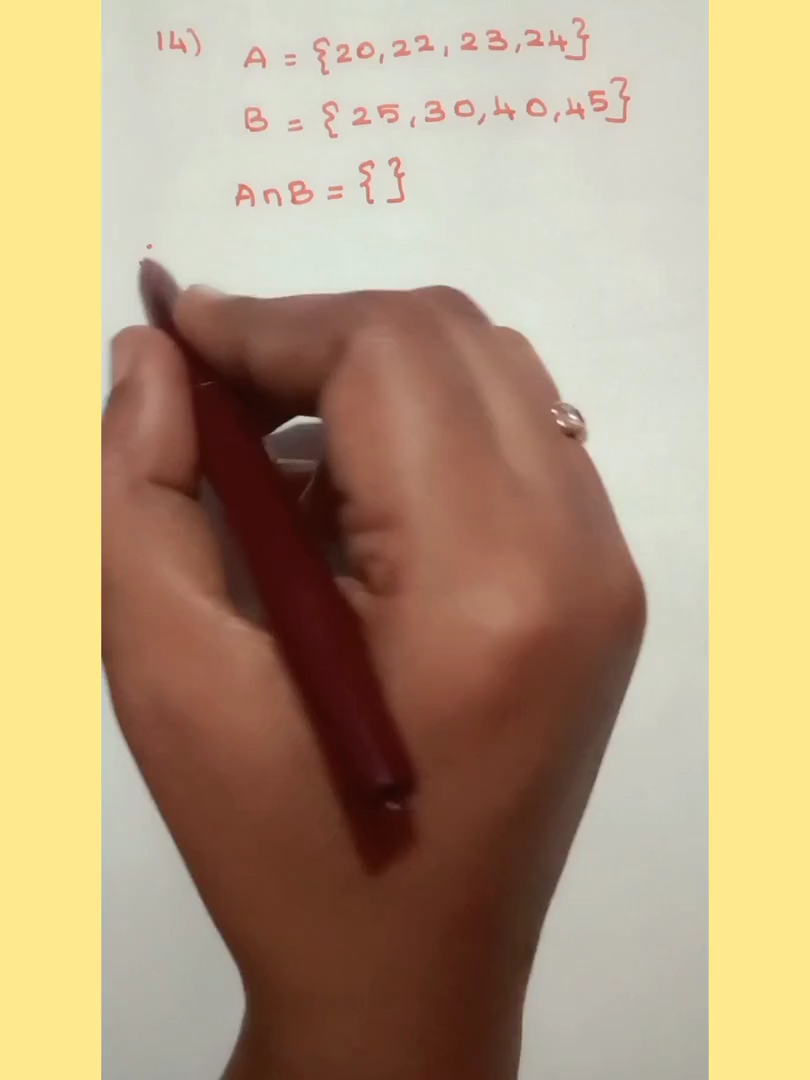 14) A = {20, 22, 23, 24}
B = {25, 30, 40, 45}
A∩B = { }